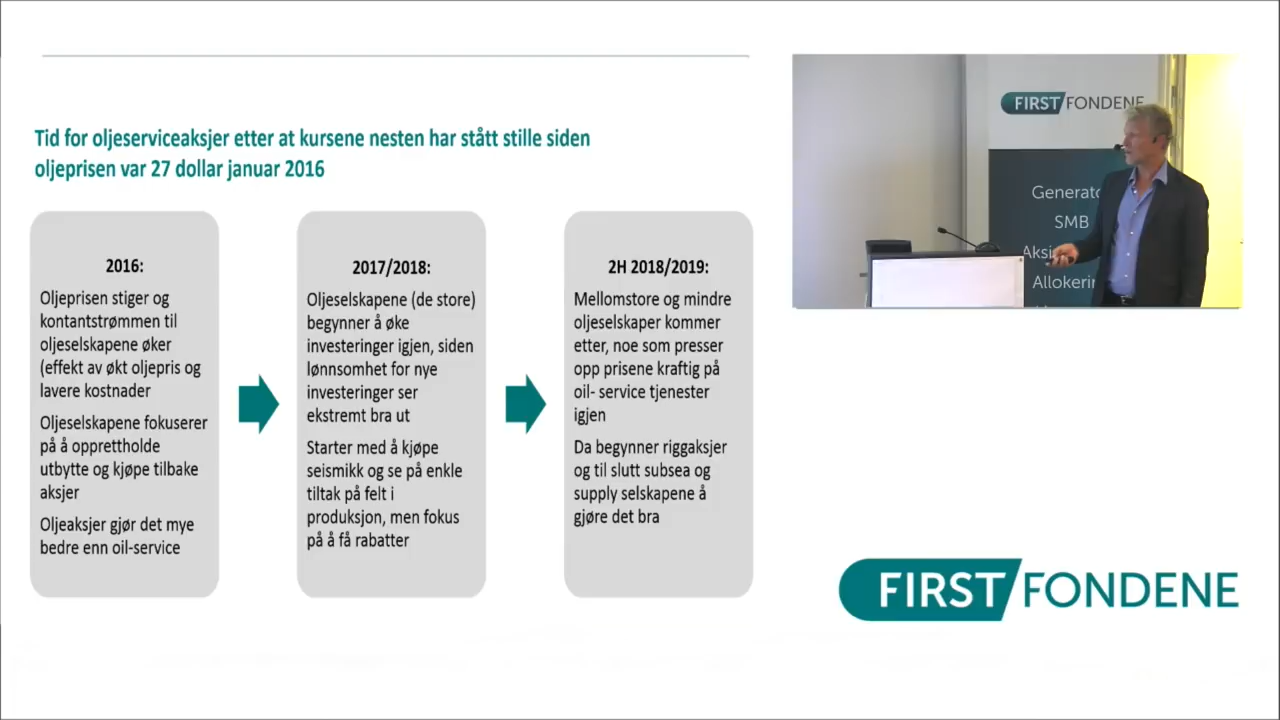 Tid for oljeserviceaksjer etter at kursene nesten har stått stille siden
oljeprisen var 27 dollar januar 2016
2016:
Oljeprisen stiger og
kontantstrømmen til
oljeselskapene øker
(effekt av økt oljepris og
lavere kostnader
Oljeselskapene fokuserer
på å opprettholde
utbytte og kjøpe tilbake
aksjer
Oljeaksjer gjør det mye
bedre enn oil-service
2017/2018:
Oljeselskapene (de store)
begynner å øke
investeringer igjen, siden
lønnsomhet for nye
investeringer ser
ekstremt bra ut
Starter med å kjøpe
seismikk og se på enkle
tiltak på felt i
produksjon, men fokus
på å få rabatter
2H 2018/2019:
Mellomstore og mindre
oljeselskaper kommer
etter, noe som presser
opp prisene kraftig på
oil- service tjenester
igjen
Da begynner riggaksjer
og til slutt subsea og
supply selskapene å
gjøre det bra
FIRST FONDENE
Generato
SMB
Aksj
Allokerin
FIRST FONDENE